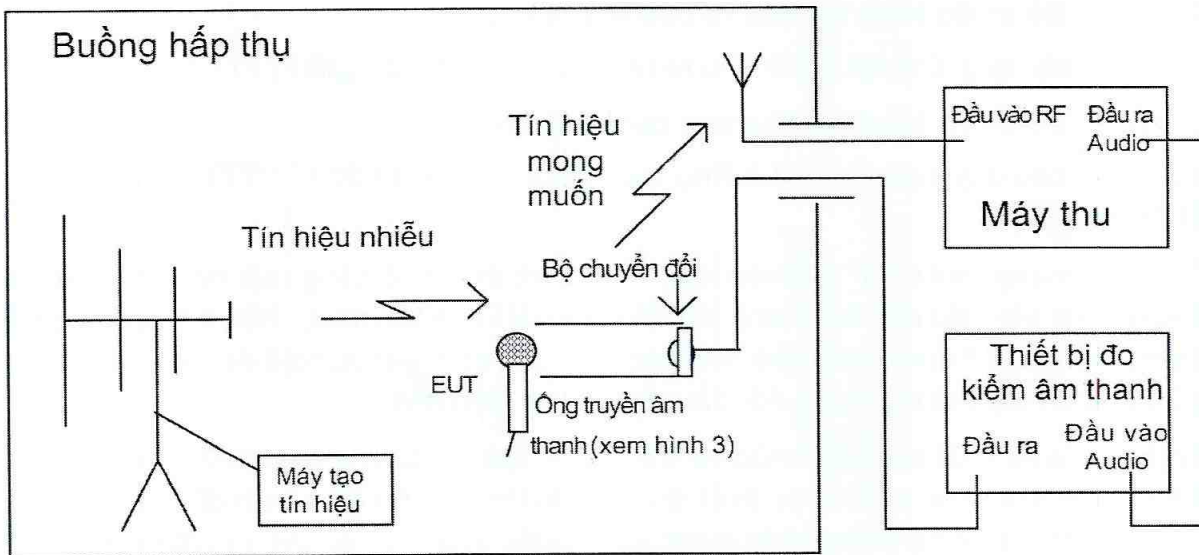 Buồng hấp thụ
Tín hiệu
mong
muốn
Tín hiệu nhiễu
Bộ chuyển đổi
EUT
Ống truyền âm
thanh (xem hình 3)
Máy tạo
tín hiệu
Đầu vào RF
Đầu ra
Audio
Máy thu
Thiết bị đo
kiểm âm thanh
Đầu ra
Đầu vào
Audio